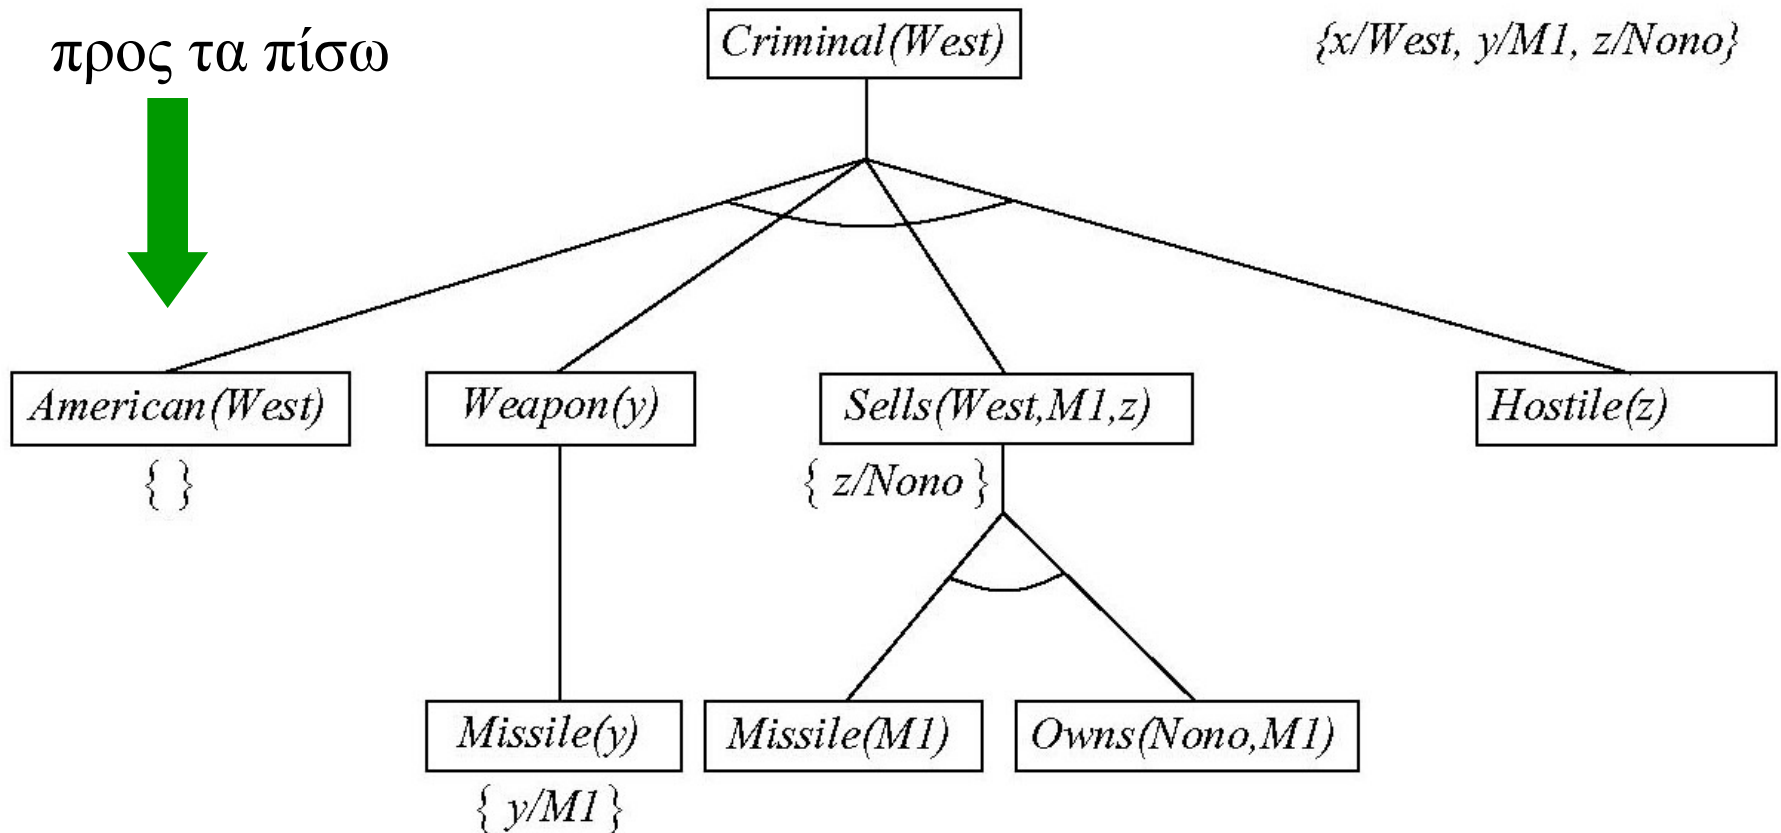 προς τα πίσω
Criminal(West)
{x/West, y/M1, z/Nono}
American(West)
Weapon(y)
Sells(West,M1,z)
Hostile(z)
{ }
{ z/Nono }
Missile(y)
Missile(M1)
Owns(Nono,M1)
{ y/M1 }